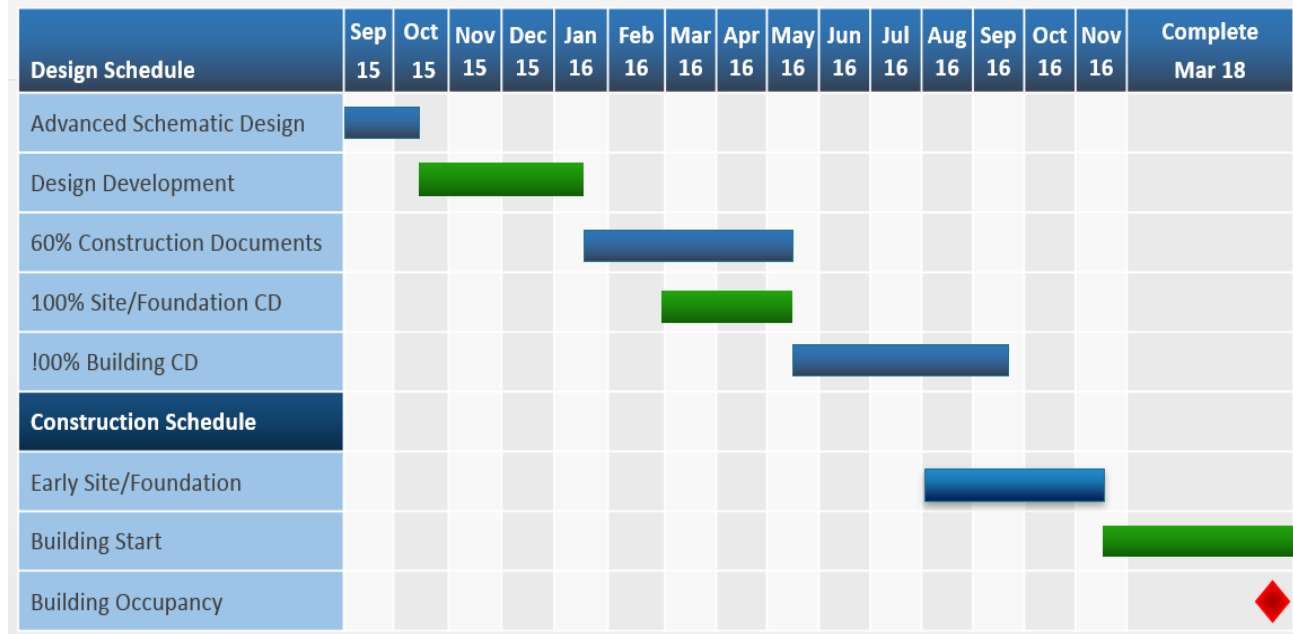 Design Schedule Sep 15 Oct 15 Nov 15 Dec 15 Jan 16 Feb 16 Mar 16 Apr 16 May 16 Jun 16 Jul 16 Aug 16 Sep 16 Oct 16 Nov 16 Complete Mar 18
Advanced Schematic Design
Design Development
60% Construction Documents
100% Site/Foundation CD
!00% Building CD
Construction Schedule
Early Site/Foundation
Building Start
Building Occupancy